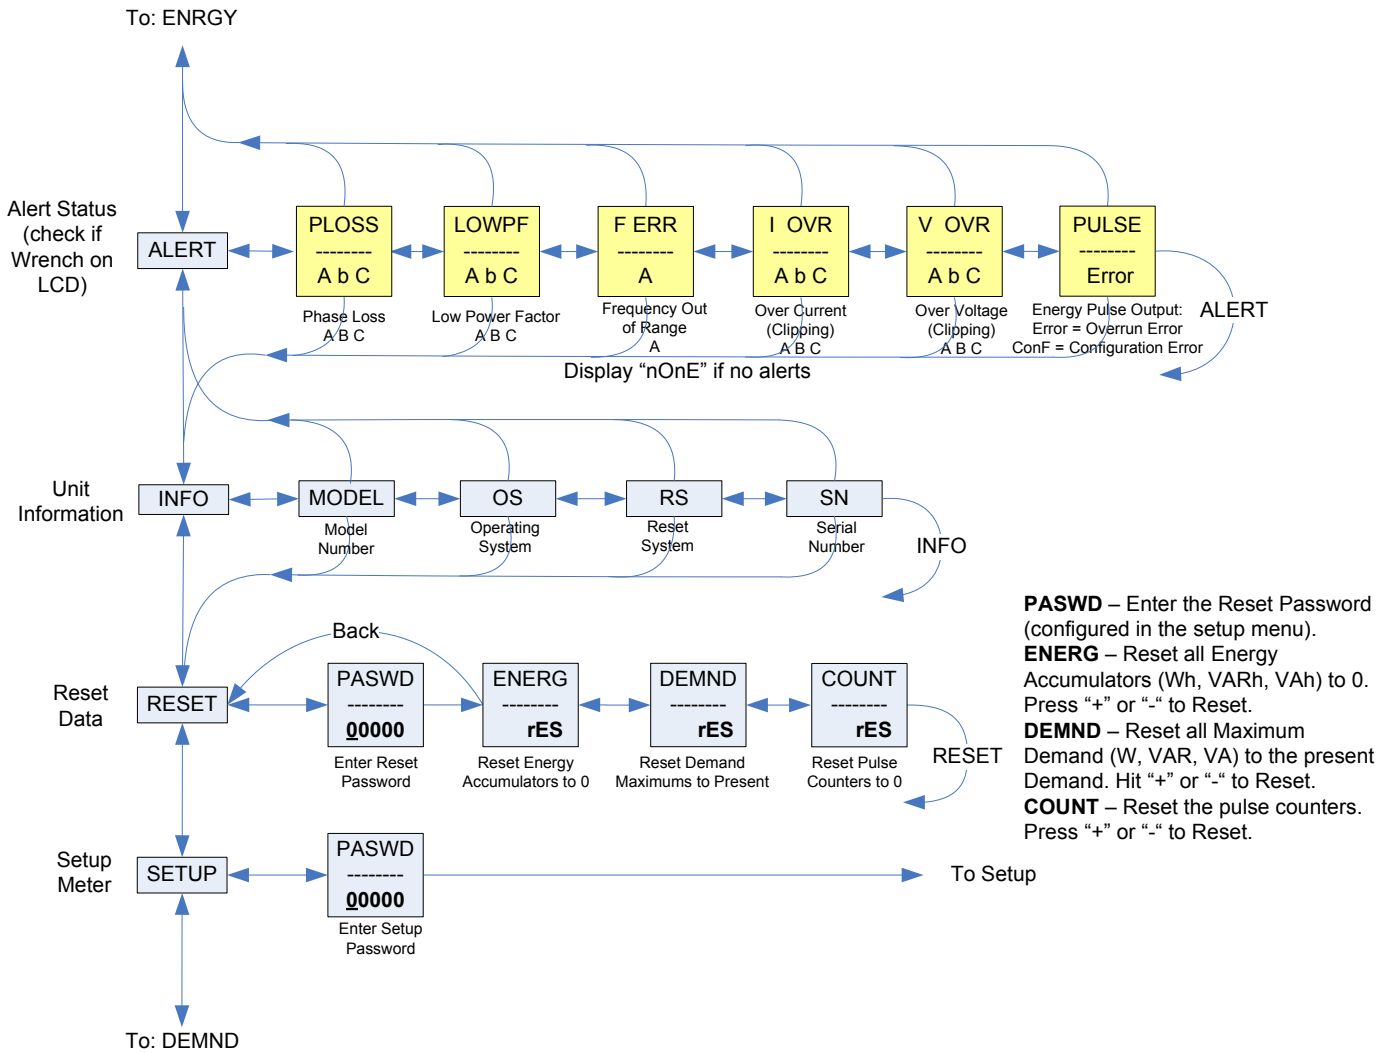 To: ENRGY
Alert Status
(check if
Wrench on
LCD)
ALERT
PLOSS
--------
A b C
Phase Loss
A B C
LOWPF
--------
A b C
Low Power Factor
A B C
F ERR
--------
A
Frequency Out
of Range
A
I OVR
--------
A b C
Over Current
(Clipping)
A B C
V OVR
--------
A b C
Over Voltage
(Clipping)
A B C
PULSE
--------
Error
Energy Pulse Output:
Error = Overrun Error
ConF = Configuration Error
ALERT
Display “nOnE” if no alerts
Unit
Information
INFO
MODEL
Model
Number
OS
Operating
System
RS
Reset
System
SN
Serial
Number
INFO
Back
Reset
Data
RESET
PASWD
--------
00000
Enter Reset
Password
ENERG
--------
rES
Reset Energy
Accumulators to 0
DEMND
--------
rES
Reset Demand
Maximums to Present
COUNT
--------
rES
Reset Pulse
Counters to 0
RESET
PASWD – Enter the Reset Password
(configured in the setup menu).
ENERG – Reset all Energy
Accumulators (Wh, VARh, VAh) to 0.
Press “+” or “-“ to Reset.
DEMND – Reset all Maximum
Demand (W, VAR, VA) to the present
Demand. Hit “+” or “-“ to Reset.
COUNT – Reset the pulse counters.
Press “+” or “-“ to Reset.
Setup
Meter
SETUP
PASWD
--------
00000
Enter Setup
Password
To Setup
To: DEMND